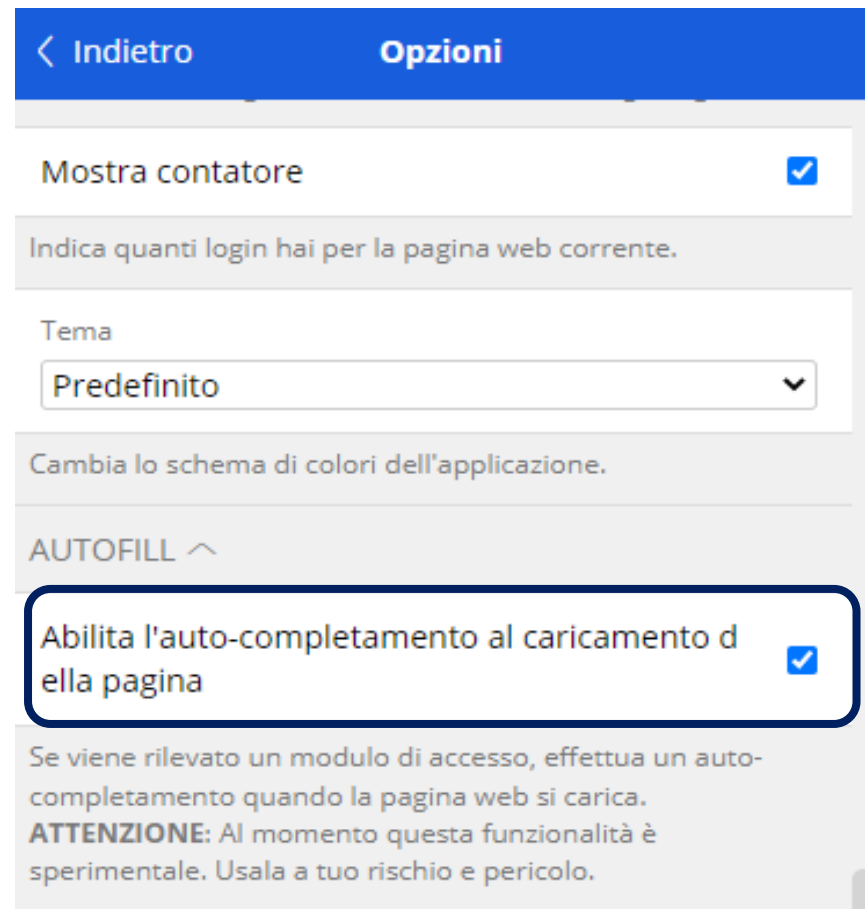 Indietro
Opzioni
Mostra contatore
Indica quanti login hai per la pagina web corrente.
Tema
Predefinito
Cambia lo schema di colori dell'applicazione.
AUTOFILL
Abilita l'auto-completamento al caricamento d
ella pagina
Se viene rilevato un modulo di accesso, effettua un auto-
completamento quando la pagina web si carica.
ATTENZIONE: Al momento questa funzionalità è
sperimentale. Usala a tuo rischio e pericolo.